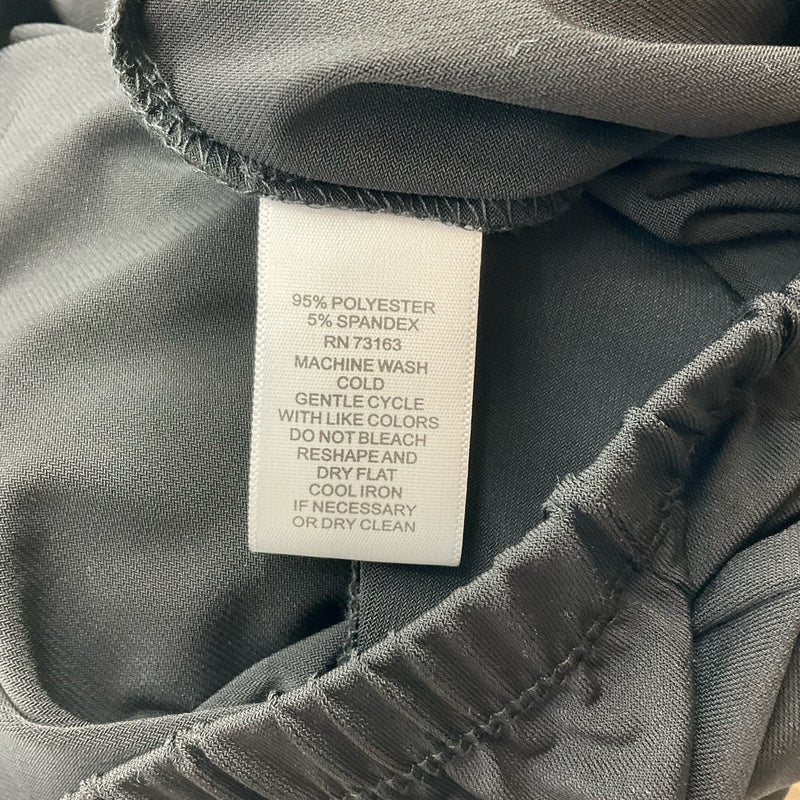 95% POLYESTER
5% SPANDEX
RN 73163
MACHINE WASH
COLD
GENTLE CYCLE
WITH LIKE COLORS
DO NOT BLEACH
RESHAPE AND
DRY FLAT
COOL IRON
IF NECESSARY
OR DRY CLEAN